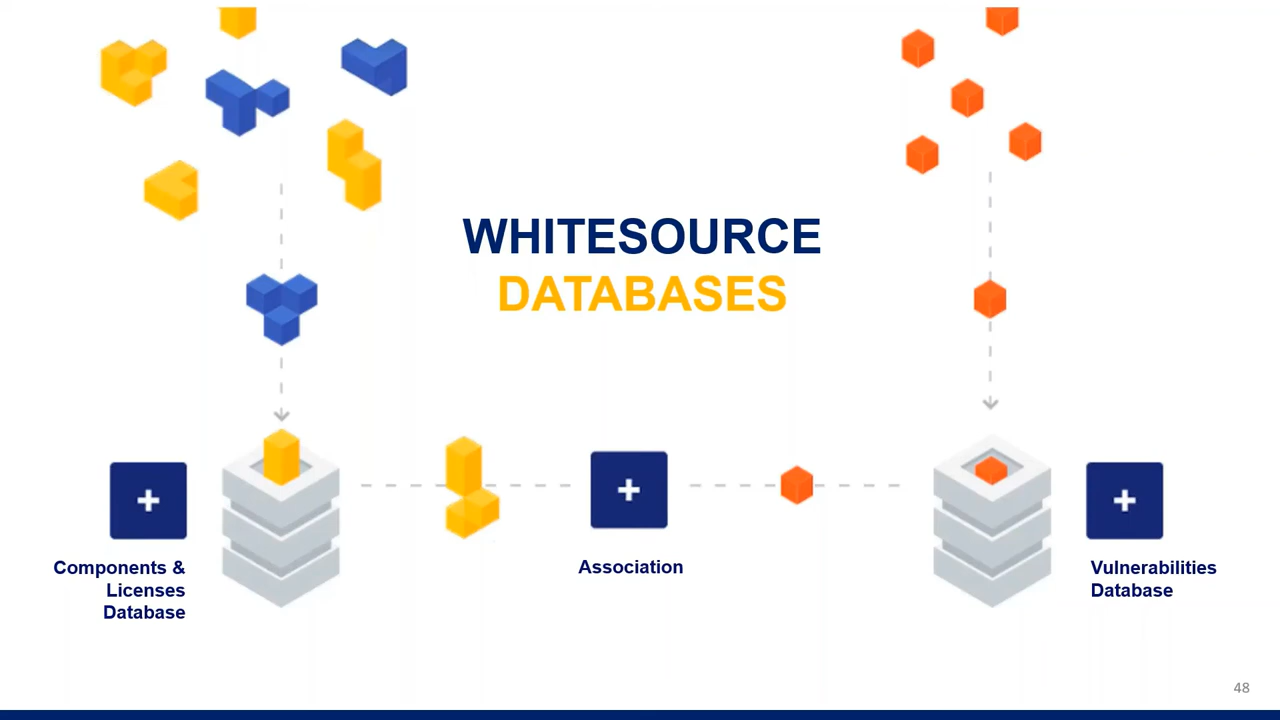 WHITESOURCE
DATABASES
+
+
+
Components &
Licenses
Database
Association
Vulnerabilities
Database
48